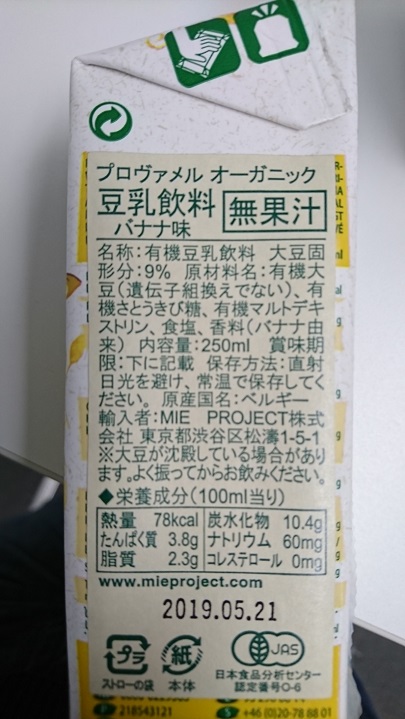 プロヴァメル オーガニック
豆乳飲料 無果汁
バナナ味
名称:有機豆乳飲料 大豆固
形分:9% 原材料名:有機大
豆(遺伝子組換えでない)、有
機さとうきび糖、有機マルトデキ
ストリン、食塩、香料(バナナ由
来) 内容量:250ml 賞味期
限:下に記載 保存方法:直射
日光を避け、常温で保存してく
ださい。 原産国名:ベルギー
輸入者:MIE PROJECT株式
会社 東京都渋谷区松濤1-5-1
※大豆が沈殿している場合があり
ます。よく振ってからお飲みください。
◆栄養成分(100ml当り)
熱量 78kcal 炭水化物 10.4g
たんぱく質 3.8g ナトリウム 60mg
脂質 2.3g コレステロール 0mg
www.mieproject.com
2019.05.21
プラ 紙 JAS
ストローの袋 本体 日本食品分析センター
認定番号O-6
P 218543121 S +46 (0)20-78 88 01